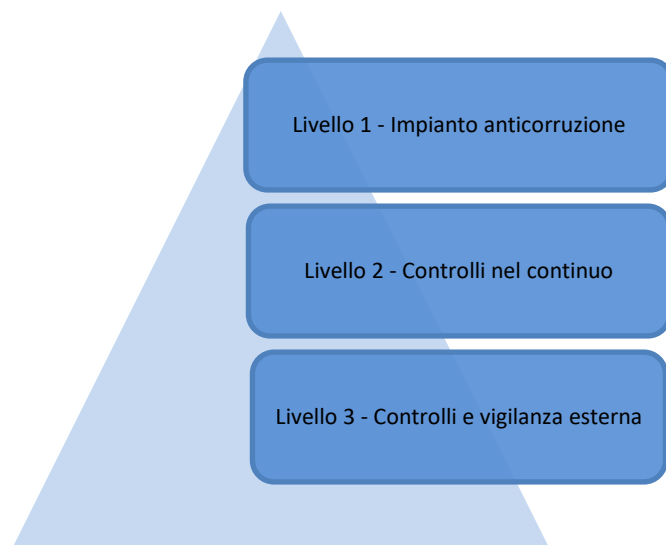 Livello 1 - Impianto anticorruzione
Livello 2 - Controlli nel continuo
Livello 3 - Controlli e vigilanza esterna